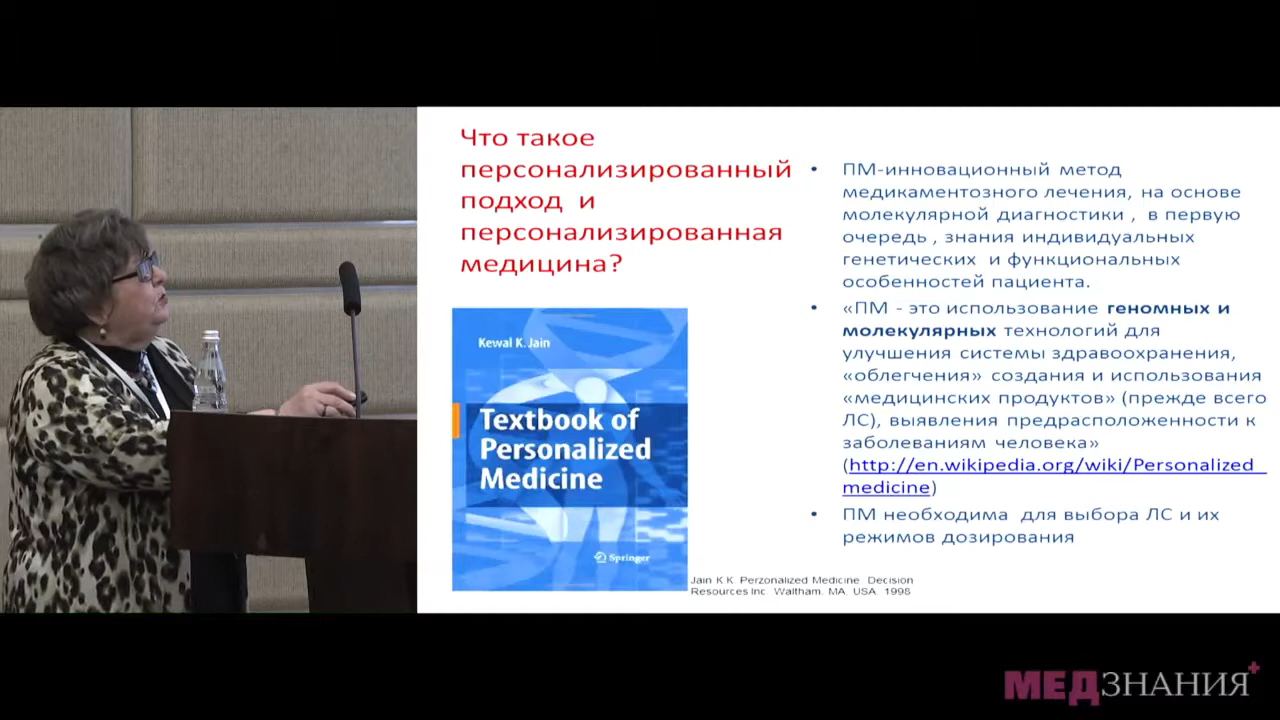 Что такое
персонализированный
подход и
персонализированная
медицина?
Kewal K. Jain
Textbook of
Personalized
Medicine
Springer
Jain K.K. Perzonalized Medicine Decision
Resources Inc. Waltham. MA. USA. 1998
• ПМ-инновационный метод
медикаментозного лечения, на основе
молекулярной диагностики , в первую
очередь , знания индивидуальных
генетических и функциональных
особенностей пациента.
• «ПМ - это использование геномных и
молекулярных технологий для
улучшения системы здравоохранения,
«облегчения» создания и использования
«медицинских продуктов» (прежде всего
ЛС), выявления предрасположенности к
заболеваниям человека»
(http://en.wikipedia.org/wiki/Personalized_
medicine)
• ПМ необходима для выбора ЛС и их
режимов дозирования
МЕДЗНАНИЯ+